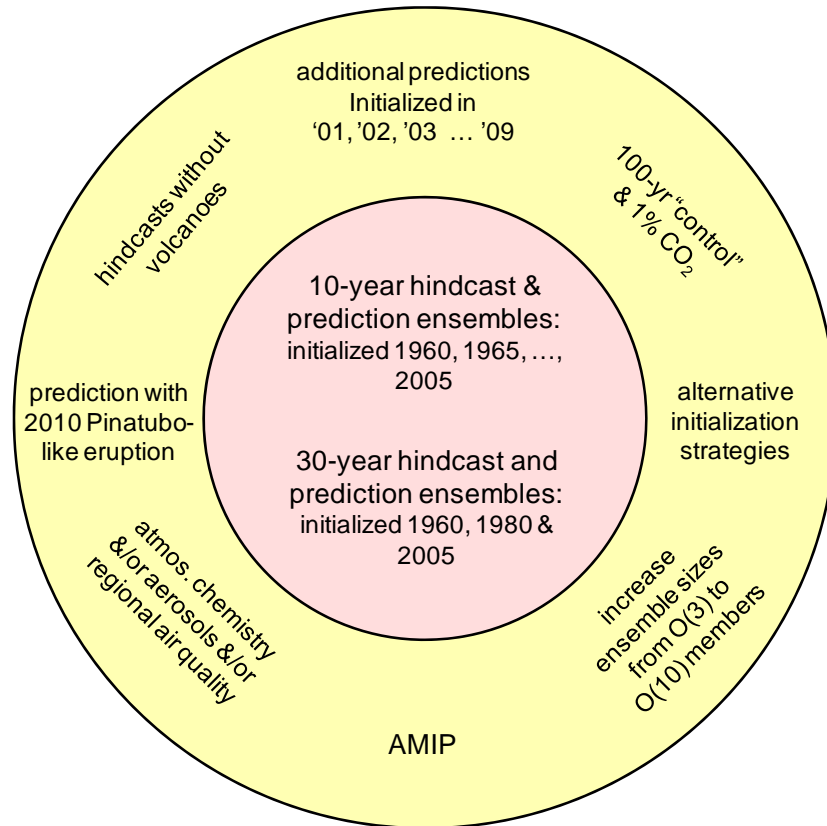 additional predictions
Initialized in
‘01, ’02, ’03 … ’09
hindcasts without
volcanoes
100-yr “control”
& 1% CO₂
10-year hindcast &
prediction ensembles:
initialized 1960, 1965, …,
2005
prediction with
2010 Pinatubo-
like eruption
alternative
initialization
strategies
30-year hindcast and
prediction ensembles:
initialized 1960, 1980 &
2005
atmos. chemistry
&/or aerosols &/or
regional air quality
increase
ensemble sizes
from O(3) to
O(10) members
AMIP